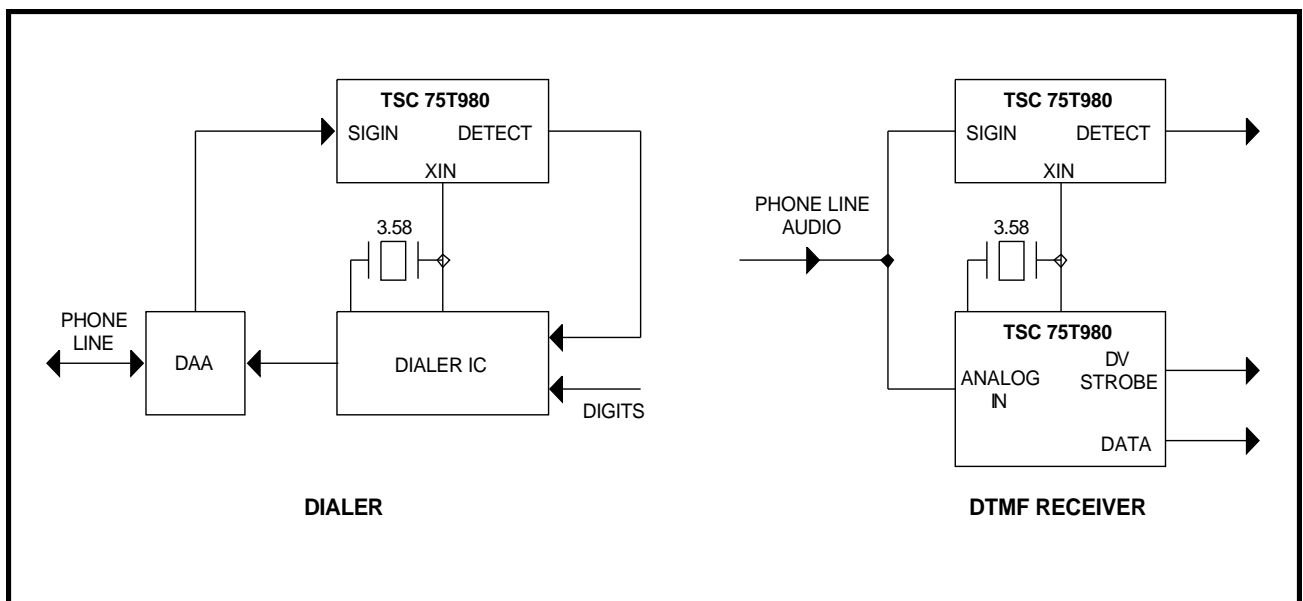 TSC 75T980
SIGIN DETECT
XIN
3.58
PHONE
LINE
DAA
DIALER IC
DIGITS
DIALER
TSC 75T980
SIGIN DETECT
XIN
PHONE LINE
AUDIO
3.58
TSC 75T980
ANALOG
IN
DV
STROBE
DATA
DTMF RECEIVER